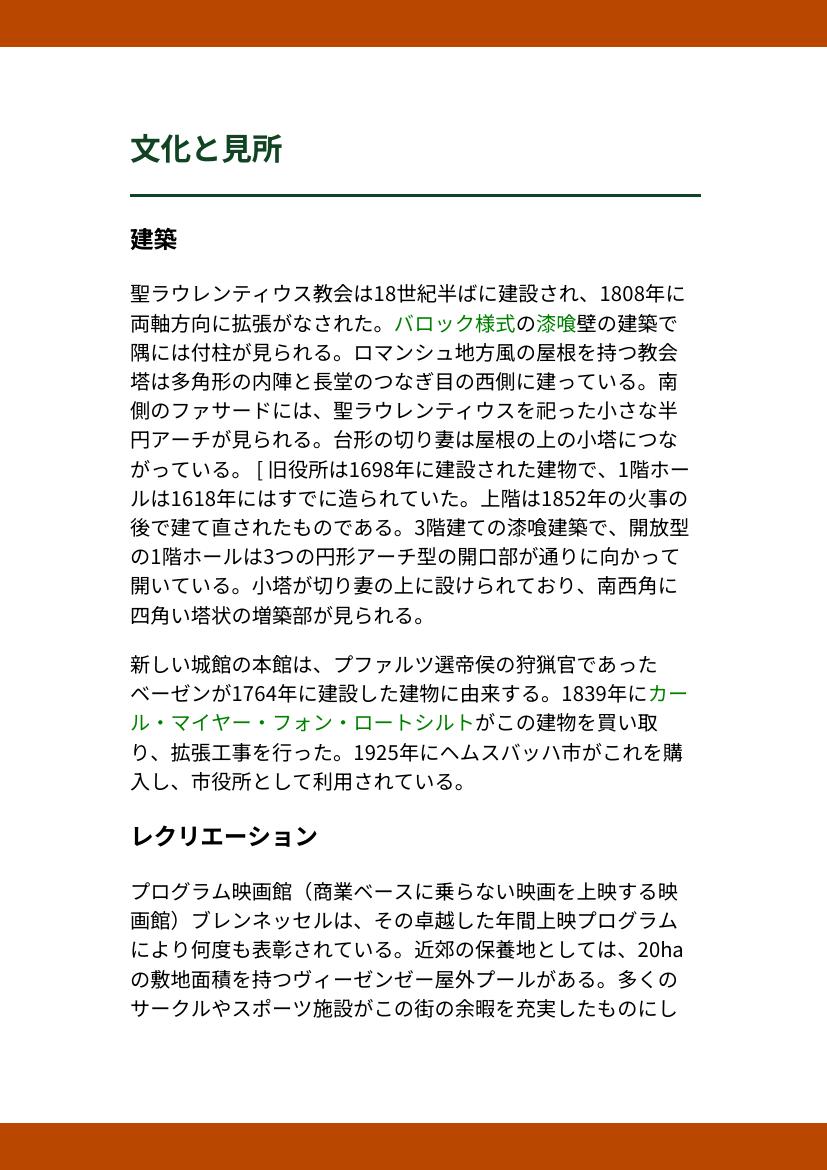 文化と見所
建築
聖ラウレンティウス教会は18世紀半ばに建設され、1808年に
両軸方向に拡張がなされた。バロック様式の漆喰壁の建築で
隅には付柱が見られる。ロマンシュ地方風の屋根を持つ教会
塔は多角形の内陣と長堂のつなぎ目の西側に建っている。南
側のファサードには、聖ラウレンティウスを祀った小さな半
円アーチが見られる。台形の切り妻は屋根の上の小塔につな
がっている。 [ 旧役所は1698年に建設された建物で、1階ホー
ルは1618年にはすでに造られていた。上階は1852年の火事の
後で建て直されたものである。3階建ての漆喰建築で、開放型
の1階ホールは3つの円形アーチ型の開口部が通りに向かって
開いている。小塔が切り妻の上に設けられており、南西角に
四角い塔状の増築部が見られる。
新しい城館の本館は、プファルツ選帝侯の狩猟官であった
ベーゼンが1764年に建設した建物に由来する。1839年にカー
ル・マイヤー・フォン・ロートシルトがこの建物を買い取
り、拡張工事を行った。1925年にヘムスバッハ市がこれを購
入し、市役所として利用されている。
レクリエーション
プログラム映画館（商業ベースに乗らない映画を上映する映
画館）ブレンネッセルは、その卓越した年間上映プログラム
により何度も表彰されている。近郊の保養地としては、20ha
の敷地面積を持つヴィーゼンゼー屋外プールがある。多くの
サークルやスポーツ施設がこの街の余暇を充実したものにし